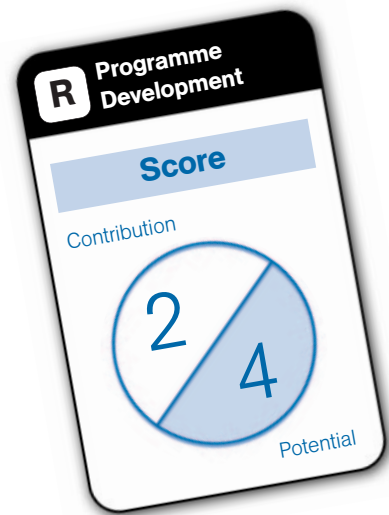 R
Programme
Development
Score
Contribution
2
4
Potential